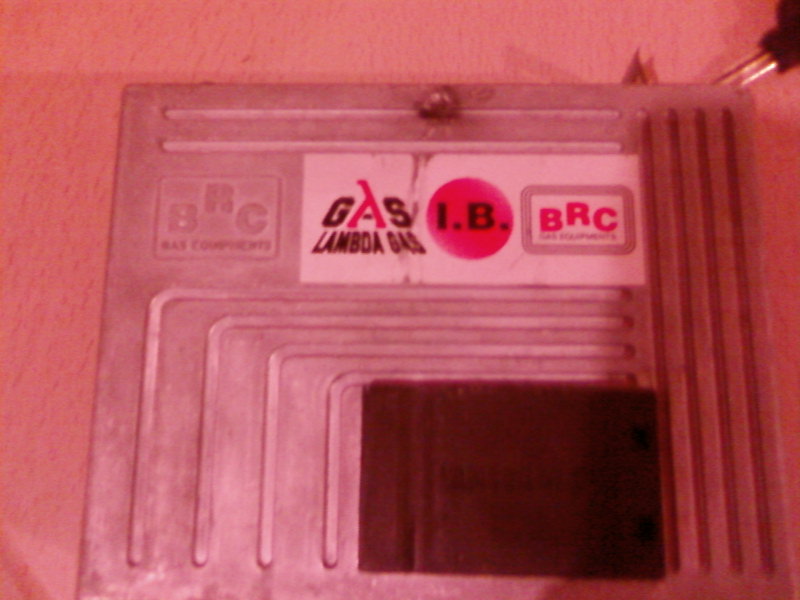 BRC
GAS EQUIPMENTS
GAS
LAMBDA GAS
I.B.
BRC
GAS EQUIPMENTS